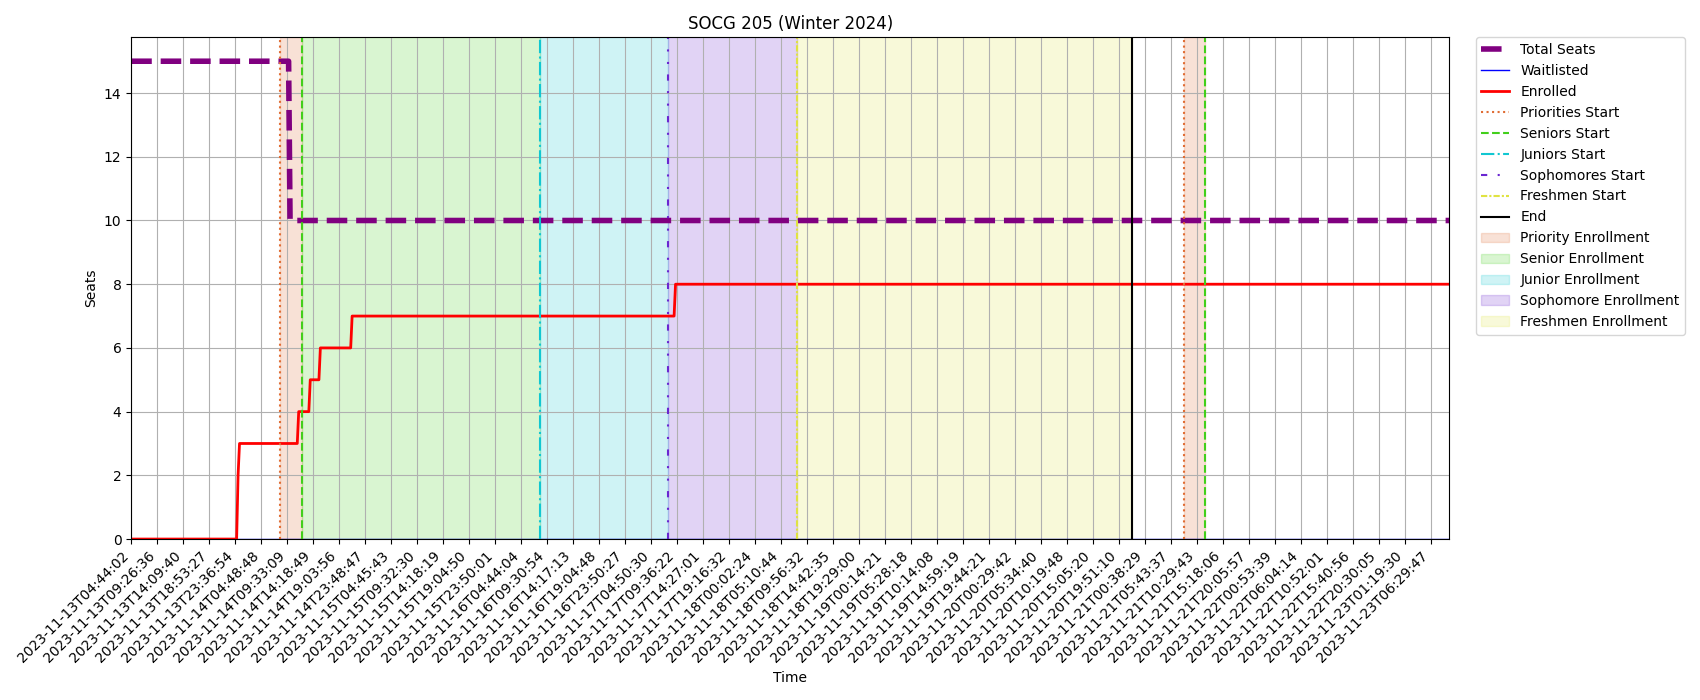 SOCG 205 (Winter 2024)
Seats
14
12
10
8
6
4
2
0
2023-11-13T04:44:02
2023-11-13T09:26:36
2023-11-13T14:09:40
2023-11-13T18:53:27
2023-11-13T23:36:54
2023-11-14T04:48:48
2023-11-14T09:33:09
2023-11-14T14:18:49
2023-11-14T19:03:56
2023-11-14T23:48:47
2023-11-15T04:45:43
2023-11-15T09:32:30
2023-11-15T14:18:19
2023-11-15T19:04:50
2023-11-15T23:50:01
2023-11-16T04:44:04
2023-11-16T09:30:54
2023-11-16T14:17:13
2023-11-16T19:04:48
2023-11-16T23:50:27
2023-11-17T04:50:30
2023-11-17T09:36:22
2023-11-17T14:27:01
2023-11-17T19:16:32
2023-11-18T00:02:24
2023-11-18T05:10:44
2023-11-18T09:56:32
2023-11-18T14:42:35
2023-11-18T19:29:00
2023-11-19T00:14:21
2023-11-19T05:28:18
2023-11-19T10:14:08
2023-11-19T14:59:19
2023-11-19T19:44:21
2023-11-20T00:29:42
2023-11-20T05:34:40
2023-11-20T10:19:48
2023-11-20T15:05:20
2023-11-20T19:51:10
2023-11-21T00:38:29
2023-11-21T05:43:37
2023-11-21T10:29:43
2023-11-21T15:18:06
2023-11-21T20:05:57
2023-11-22T00:53:39
2023-11-22T06:04:14
2023-11-22T10:52:01
2023-11-22T15:40:56
2023-11-22T20:30:05
2023-11-23T01:19:30
2023-11-23T06:29:47
Time
Total Seats
Waitlisted
Enrolled
Priorities Start
Seniors Start
Juniors Start
Sophomores Start
Freshmen Start
End
Priority Enrollment
Senior Enrollment
Junior Enrollment
Sophomore Enrollment
Freshmen Enrollment